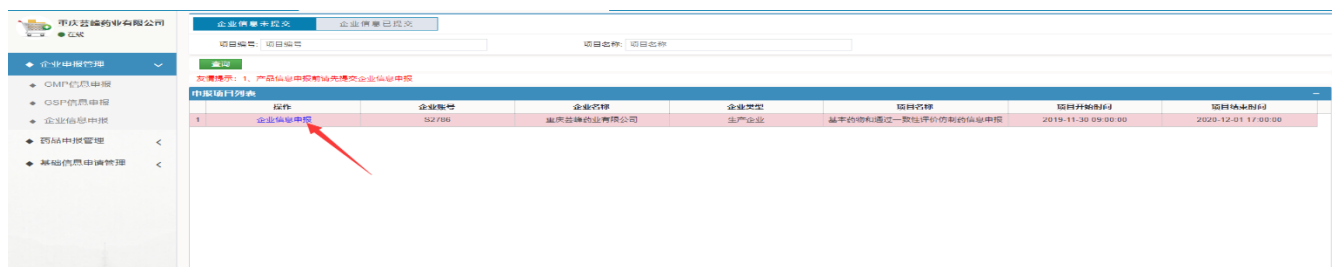 重庆芸峰药业有限公司
在线
企业申报管理
GMP信息申报
GSP信息申报
企业信息申报
药品申报管理
基础信息申请管理
企业信息未提交 企业信息已提交
项目编号: 项目编号 项目名称: 项目名称
查询
友情提示：1、产品信息申报前请先提交企业信息申报
申报项目列表
操作 企业账号 企业名称 企业类型 项目名称 项目开始时间 项目结束时间
1 企业信息申报 S2786 重庆芸峰药业有限公司 生产企业 基本药物和通过一致性评价仿制药信息申报 2019-11-30 09:00:00 2020-12-01 17:00:00